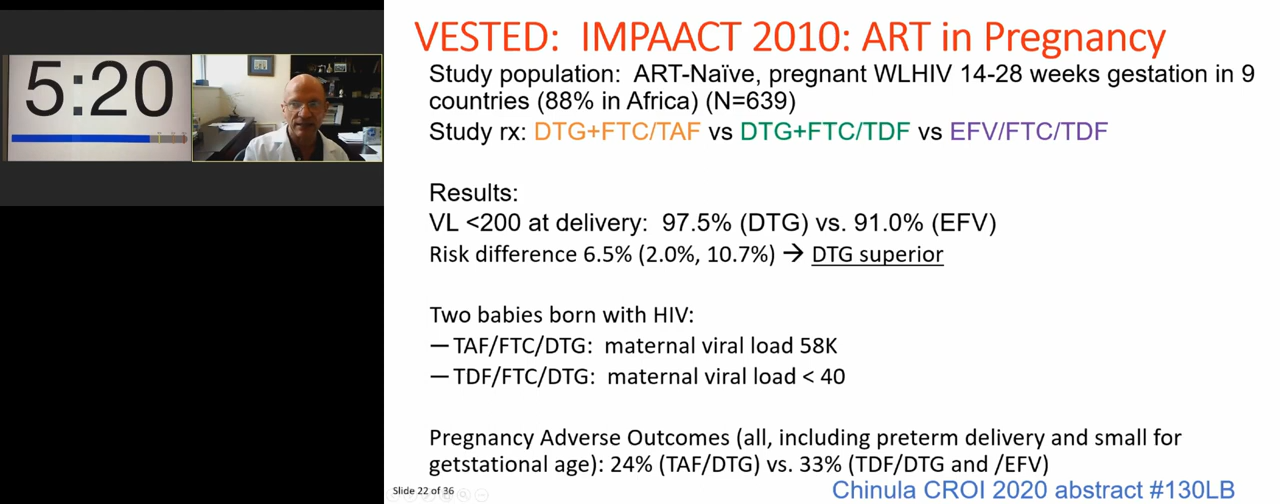 5:20
VESTED: IMPAACT 2010: ART in Pregnancy
Study population: ART-Naïve, pregnant WLHIV 14-28 weeks gestation in 9
countries (88% in Africa) (N=639)
Study rx: DTG+FTC/TAF vs DTG+FTC/TDF vs EFV/FTC/TDF
Results:
VL <200 at delivery: 97.5% (DTG) vs. 91.0% (EFV)
Risk difference 6.5% (2.0%, 10.7%) → DTG superior
Two babies born with HIV:
— TAF/FTC/DTG: maternal viral load 58K
— TDF/FTC/DTG: maternal viral load < 40
Pregnancy Adverse Outcomes (all, including preterm delivery and small for
getstational age): 24% (TAF/DTG) vs. 33% (TDF/DTG and /EFV)
Slide 22 of 36
Chinula CROI 2020 abstract #130LB